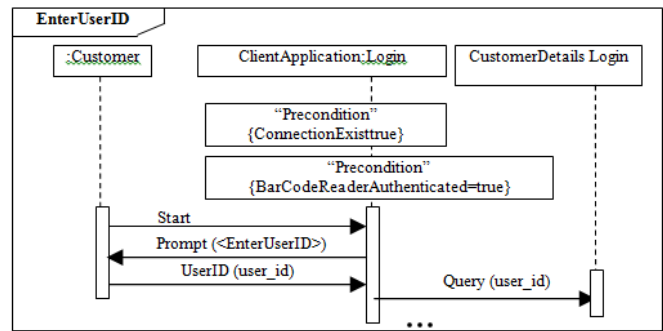 EnterUserID
:Customer
ClientApplication:Login
CustomerDetails Login
“Precondition”
{ConnectionExisttrue}
“Precondition”
{BarCodeReaderAuthenticated=true}
Start
Prompt (<EnterUserID>)
UserID (user_id)
Query (user_id)
•••